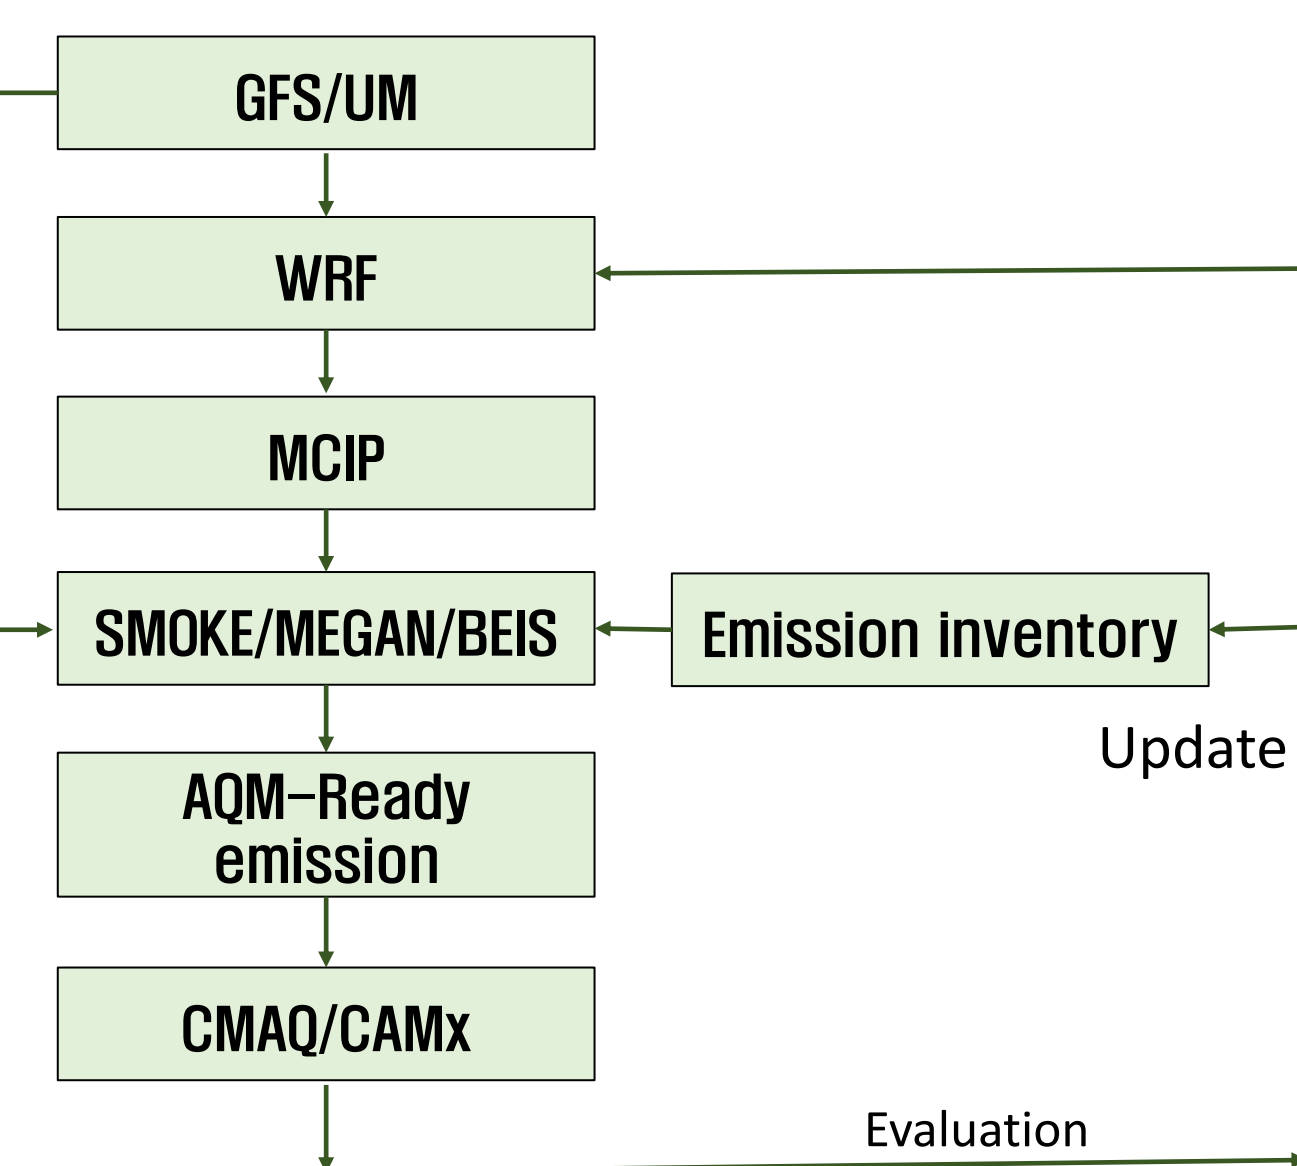 GFS/UM
WRF
MCIP
SMOKE/MEGAN/BEIS
Emission inventory
Update
AQM-Ready
emission
CMAQ/CAMx
Evaluation